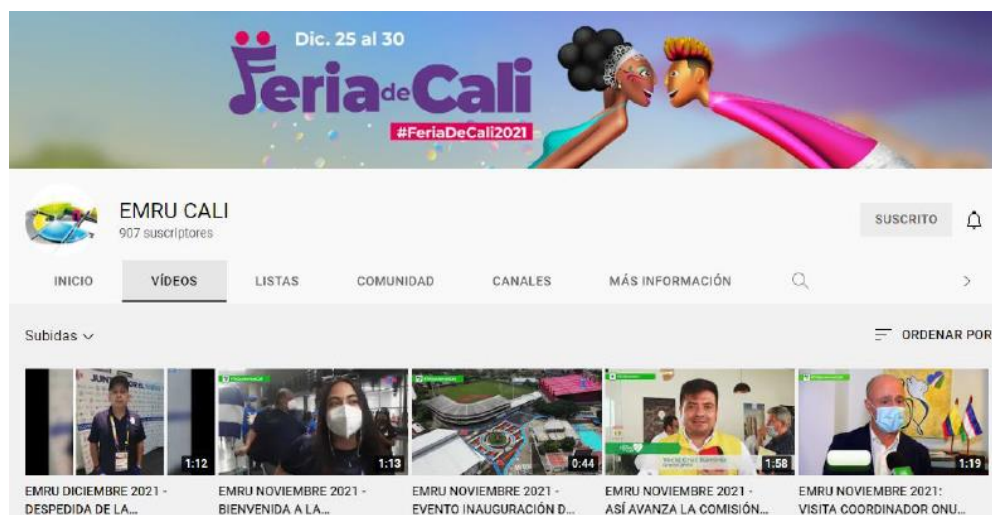 Dic. 25 al 30
Feria de Cali
#FeriaDeCali2021
EMRU CALI
907 suscriptores
SUSCRITO
INICIO VÍDEOS LISTAS COMUNIDAD CANALES MÁS INFORMACIÓN
Subidas
ORDENAR POR
1:12 1:13 0:44 1:58 1:19
EMRU DICIEMBRE 2021 -
DESPEDIDA DE LA...
EMRU NOVIEMBRE 2021 -
BIENVENIDA A LA...
EMRU NOVIEMBRE 2021 -
EVENTO INAUGURACIÓN D...
EMRU NOVIEMBRE 2021 -
ASÍ AVANZA LA COMISIÓN...
EMRU NOVIEMBRE 2021:
VISITA COORDINADOR ONU...